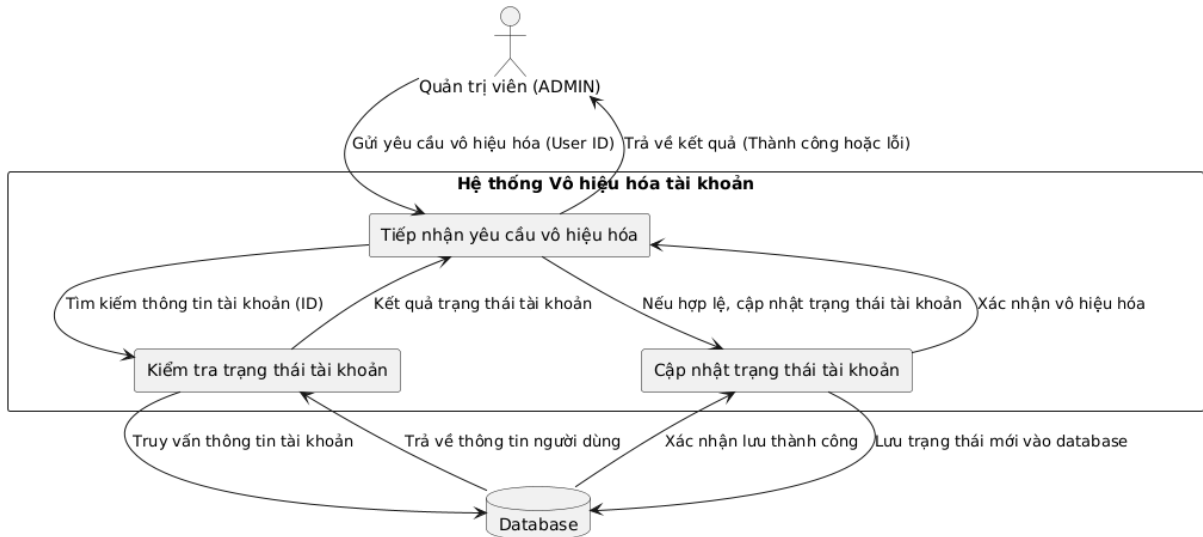 Quản trị viên (ADMIN)
Gửi yêu cầu vô hiệu hóa (User ID)
Trả về kết quả (Thành công hoặc lỗi)
Hệ thống Vô hiệu hóa tài khoản
Tiếp nhận yêu cầu vô hiệu hóa
Tìm kiếm thông tin tài khoản (ID)
Kết quả trạng thái tài khoản
Nếu hợp lệ, cập nhật trạng thái tài khoản
Xác nhận vô hiệu hóa
Kiểm tra trạng thái tài khoản
Cập nhật trạng thái tài khoản
Truy vấn thông tin tài khoản
Trả về thông tin người dùng
Xác nhận lưu thành công
Lưu trạng thái mới vào database
Database